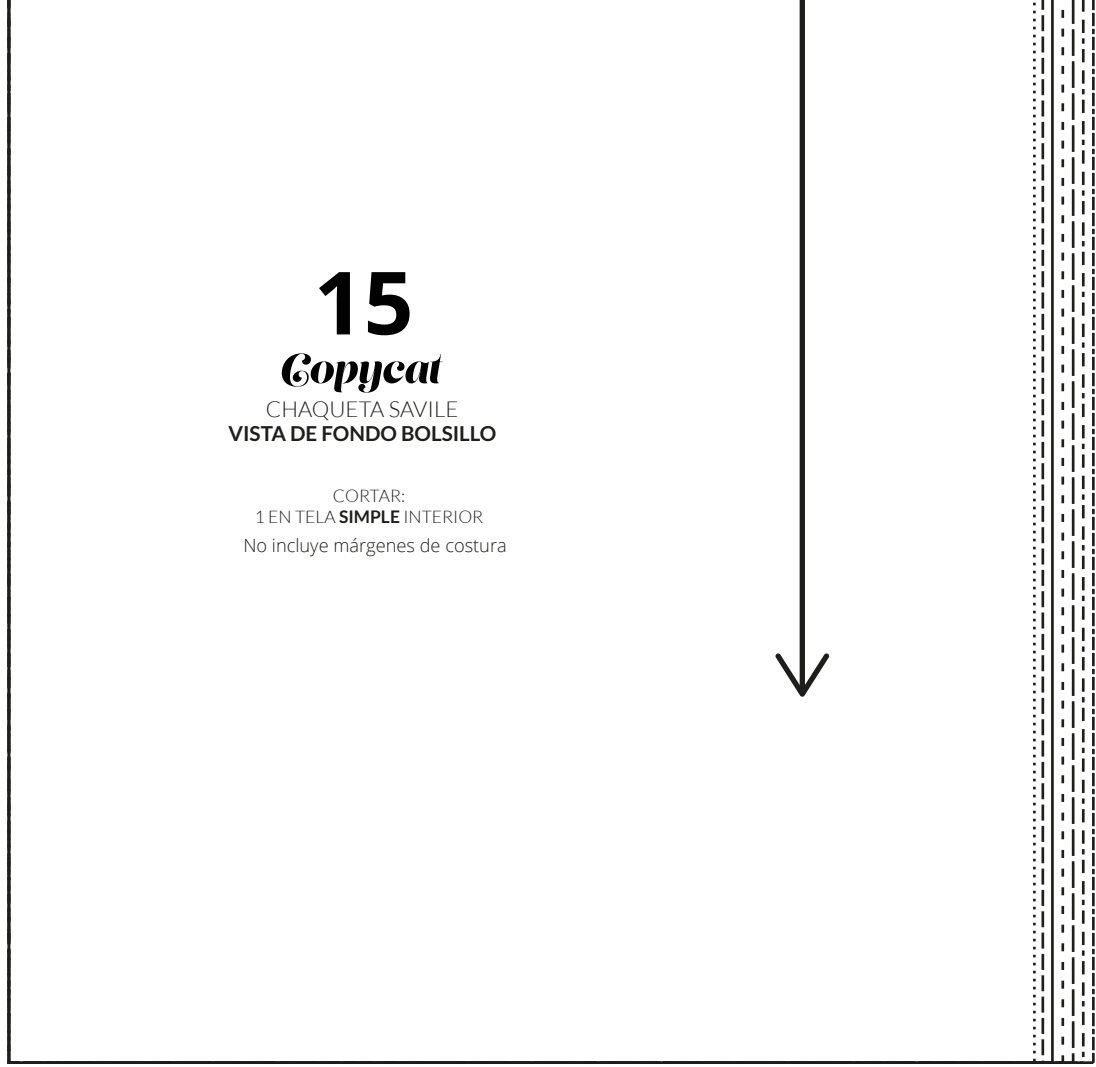 15
Copycat
CHAQUETA SAVILE
VISTA DE FONDO BOLSILLO
CORTAR:
1 EN TELA SIMPLE INTERIOR
No incluye márgenes de costura